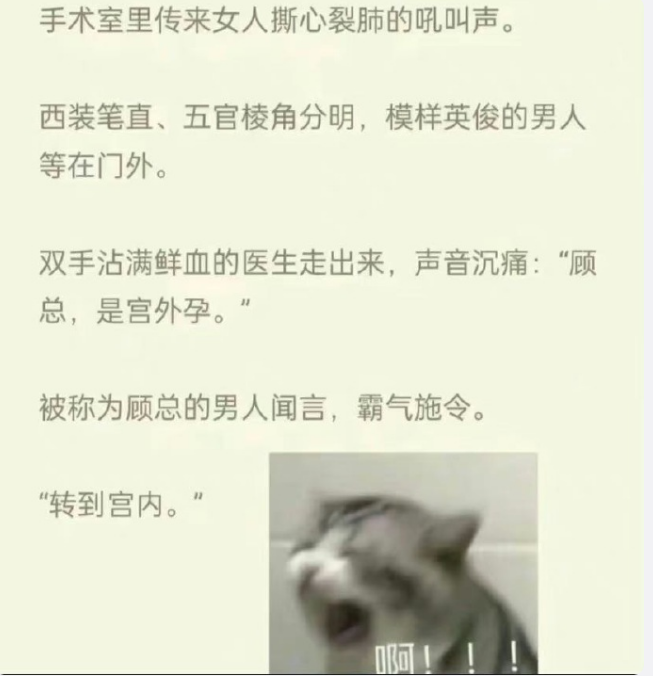 手术室里传来女人撕心裂肺的吼叫声。
西装笔直、五官棱角分明，模样英俊的男人
等在门外。
双手沾满鲜血的医生走出来，声音沉痛：“顾
总，是宫外孕。”
被称为顾总的男人闻言，霸气施令。
“转到宫内。”
啊！！！